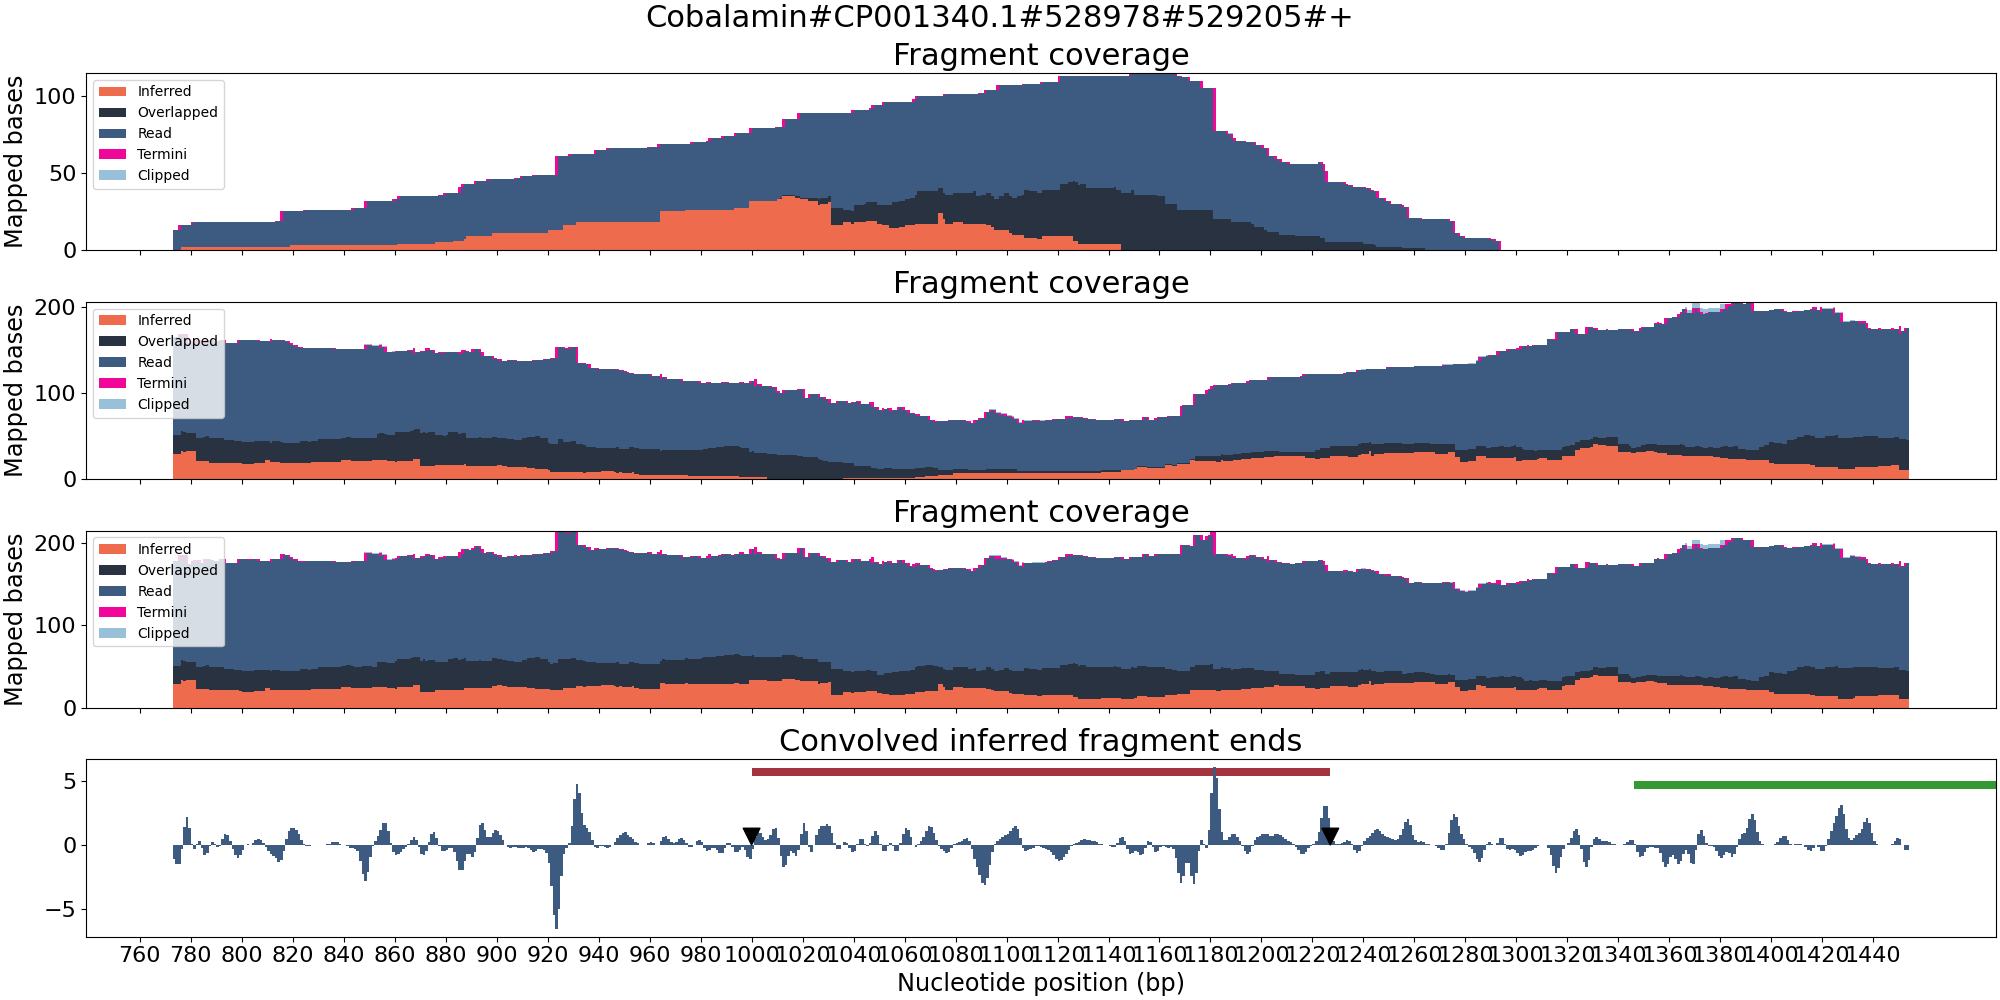 Cobalamin#CP001340.1#528978#529205#+
Fragment coverage
Mapped bases
100
50
0
Inferred
Overlapped
Read
Termini
Clipped
Fragment coverage
Mapped bases
200
100
0
Inferred
Overlapped
Read
Termini
Clipped
Fragment coverage
Mapped bases
200
100
0
Inferred
Overlapped
Read
Termini
Clipped
Convolved inferred fragment ends
5
0
−5
760 780 800 820 840 860 880 900 920 940 960 980 1000 1020 1040 1060 1080 1100 1120 1140 1160 1180 1200 1220 1240 1260 1280 1300 1320 1340 1360 1380 1400 1420 1440
Nucleotide position (bp)